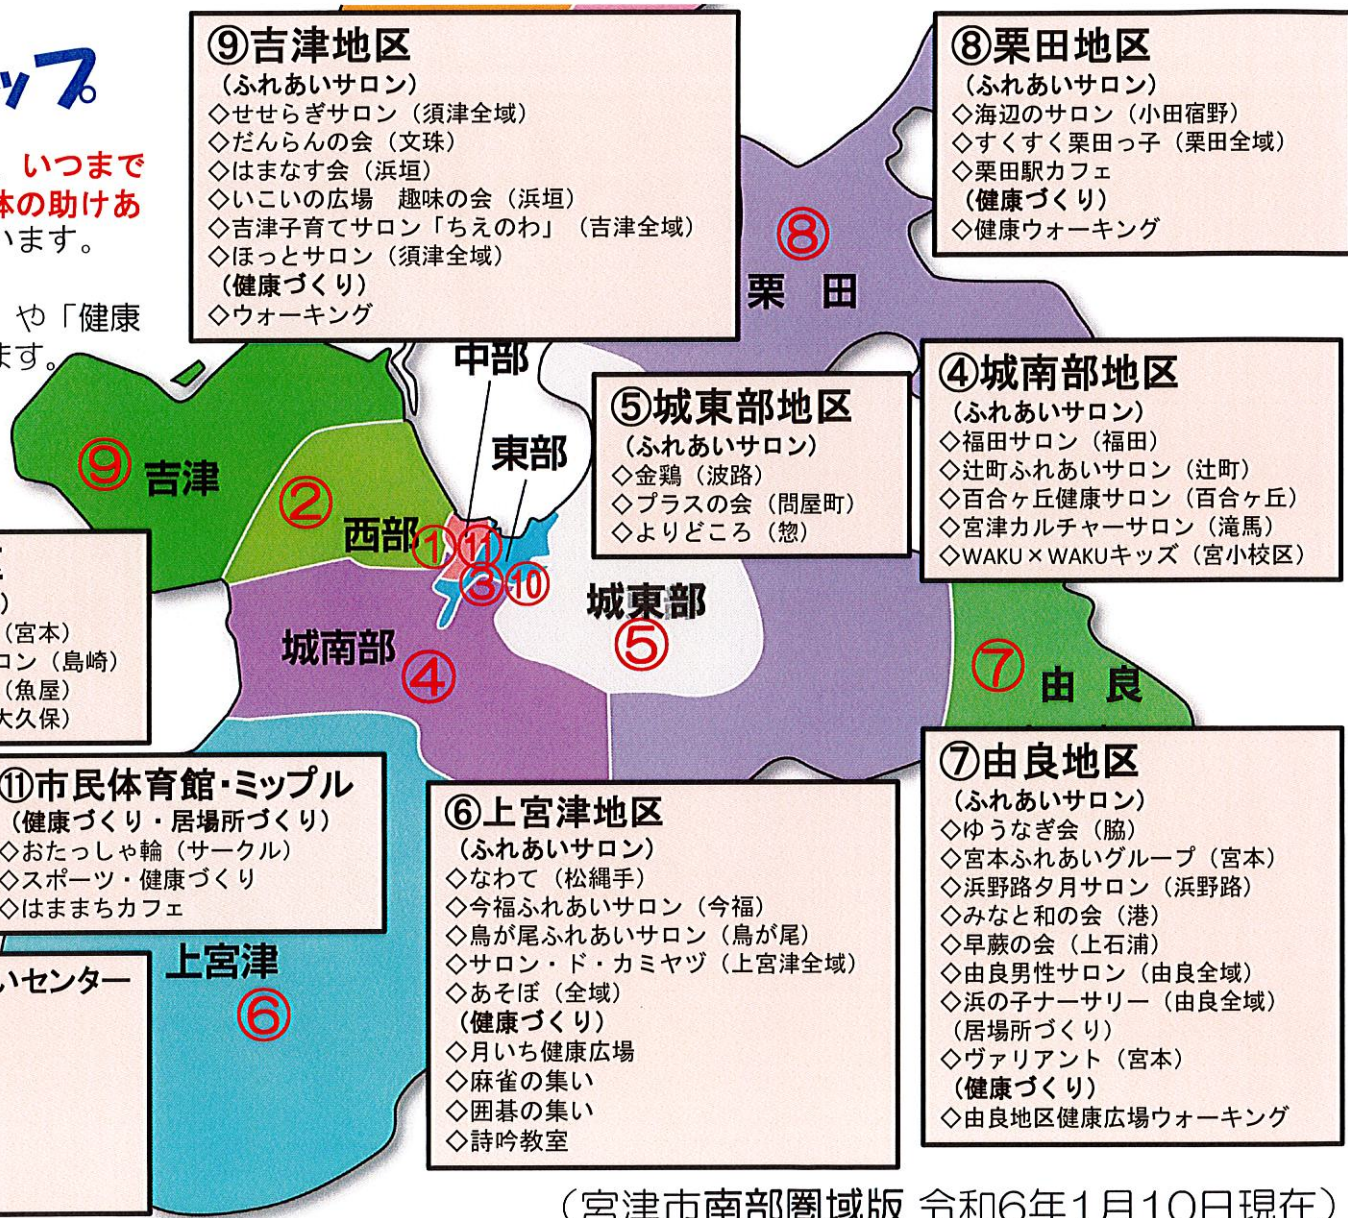 ップ
いつまで
体の助けあ
います。
や「健康
ます。
⑨吉津地区
（ふれあいサロン）
◇せせらぎサロン（須津全域）
◇だんらんの会（文珠）
◇はまなす会（浜垣）
◇いこいの広場　趣味の会（浜垣）
◇吉津子育てサロン「ちえのわ」（吉津全域）
◇ほっとサロン（須津全域）
（健康づくり）
◇ウォーキング
⑧栗田地区
（ふれあいサロン）
◇海辺のサロン（小田宿野）
◇すくすく栗田っ子（栗田全域）
◇栗田駅カフェ
（健康づくり）
◇健康ウォーキング
⑧
栗　田
中部
東部
⑨ 吉津
②
西部
① ⑪
③ ⑩
城南部
④
城東部
⑤
⑦
由　良
上宮津
⑥
⑤城東部地区
（ふれあいサロン）
◇金鶏（波路）
◇プラスの会（問屋町）
◇よりどころ（惣）
④城南部地区
（ふれあいサロン）
◇福田サロン（福田）
◇辻町ふれあいサロン（辻町）
◇百合ヶ丘健康サロン（百合ヶ丘）
◇宮津カルチャーサロン（滝馬）
◇WAKU×WAKUキッズ（宮小校区）
）
（宮本）
ロン（島崎）
（魚屋）
大久保）
⑪市民体育館・ミップル
（健康づくり・居場所づくり）
◇おたっしゃ輪（サークル）
◇スポーツ・健康づくり
◇はままちカフェ
いセンター
⑥上宮津地区
（ふれあいサロン）
◇なわて（松縄手）
◇今福ふれあいサロン（今福）
◇鳥が尾ふれあいサロン（鳥が尾）
◇サロン・ド・カミヤヅ（上宮津全域）
◇あそぼ（全域）
（健康づくり）
◇月いち健康広場
◇麻雀の集い
◇囲碁の集い
◇詩吟教室
⑦由良地区
（ふれあいサロン）
◇ゆうなぎ会（脇）
◇宮本ふれあいグループ（宮本）
◇浜野路夕月サロン（浜野路）
◇みなと和の会（港）
◇早蕨の会（上石浦）
◇由良男性サロン（由良全域）
◇浜の子ナーサリー（由良全域）
（居場所づくり）
◇ヴァリアント（宮本）
（健康づくり）
◇由良地区健康広場ウォーキング
（宮津市南部圏域版 令和6年1月10日現在）